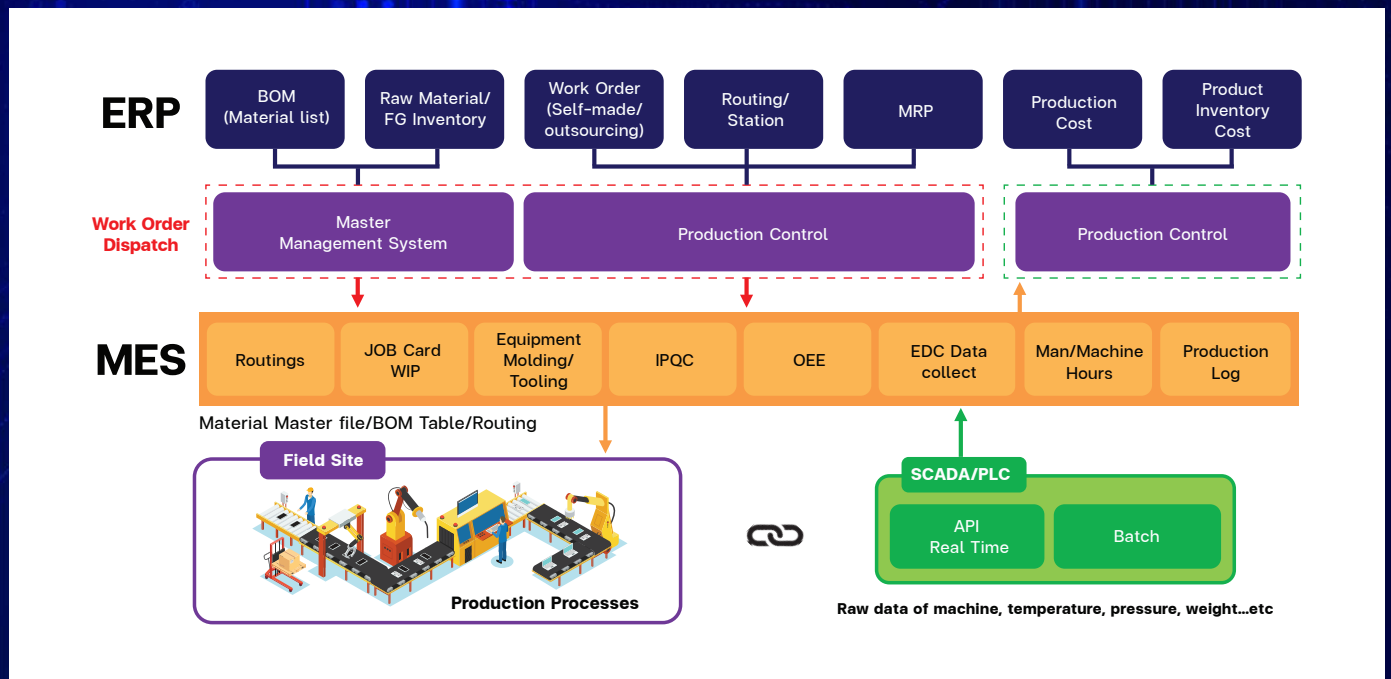 ERP
BOM
(Material list)
Raw Material/
FG Inventory
Work Order
(Self-made/
outsourcing)
Routing/
Station
MRP
Production
Cost
Product
Inventory
Cost
Work Order
Dispatch
Master
Management System
Production Control
Production Control
MES
Routings
JOB Card
WIP
Equipment
Molding/
Tooling
IPQC
OEE
EDC Data
collect
Man/Machine
Hours
Production
Log
Material Master file/BOM Table/Routing
Field Site
Production Processes
SCADA/PLC
API
Real Time
Batch
Raw data of machine, temperature, pressure, weight...etc